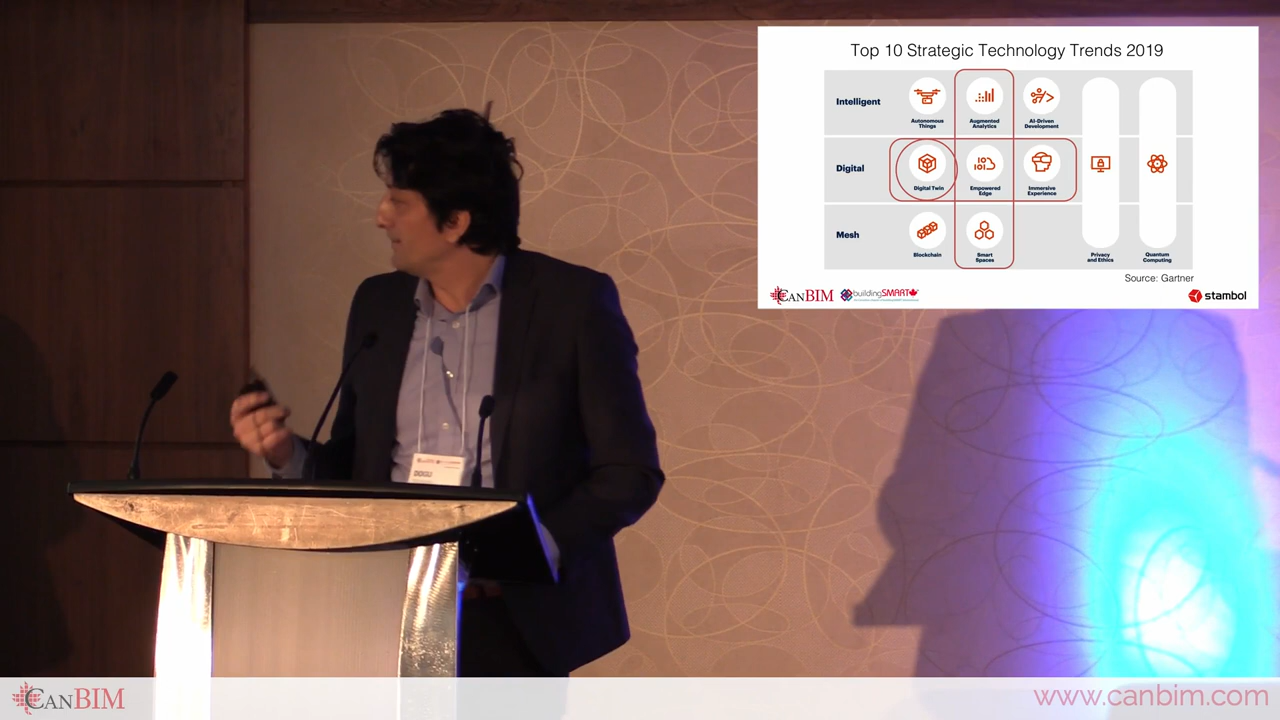 Top 10 Strategic Technology Trends 2019
Intelligent
Autonomous
Things
Augmented
Analytics
AI-Driven
Development
Digital
Digital Twin
Empowered
Edge
Immersive
Experience
Mesh
Blockchain
Smart
Spaces
Privacy
and Ethics
Quantum
Computing
Source: Gartner
CanBIM
buildingSMART
stambol
DOGU
CanBIM
www.canbim.com